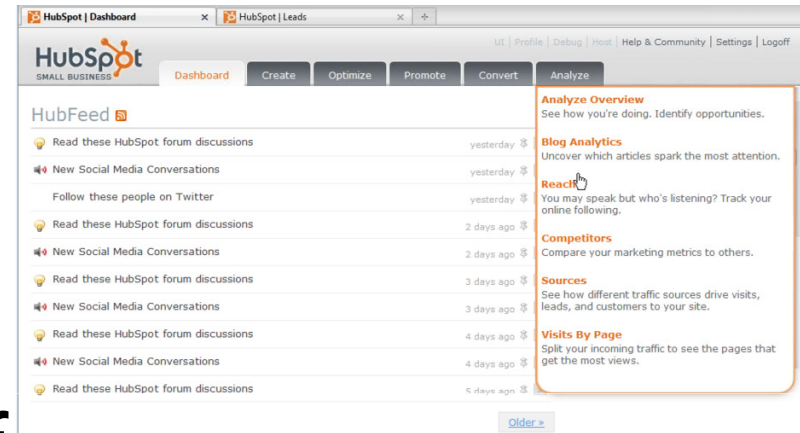 HubSpot | Dashboard
HubSpot | Leads
UI | Profile | Debug | Host | Help & Community | Settings | Logoff
HubSpot
SMALL BUSINESS
Dashboard Create Optimize Promote Convert Analyze
HubFeed
Read these HubSpot forum discussions yesterday
New Social Media Conversations yesterday
Follow these people on Twitter yesterday
Read these HubSpot forum discussions 2 days ago
New Social Media Conversations 2 days ago
Read these HubSpot forum discussions 3 days ago
New Social Media Conversations 3 days ago
Read these HubSpot forum discussions 4 days ago
New Social Media Conversations 4 days ago
Read these HubSpot forum discussions 5 days ago
Older »
Analyze Overview
See how you're doing. Identify opportunities.
Blog Analytics
Uncover which articles spark the most attention.
Reach
You may speak but who's listening? Track your
online following.
Competitors
Compare your marketing metrics to others.
Sources
See how different traffic sources drive visits,
leads, and customers to your site.
Visits By Page
Split your incoming traffic to see the pages that
get the most views.